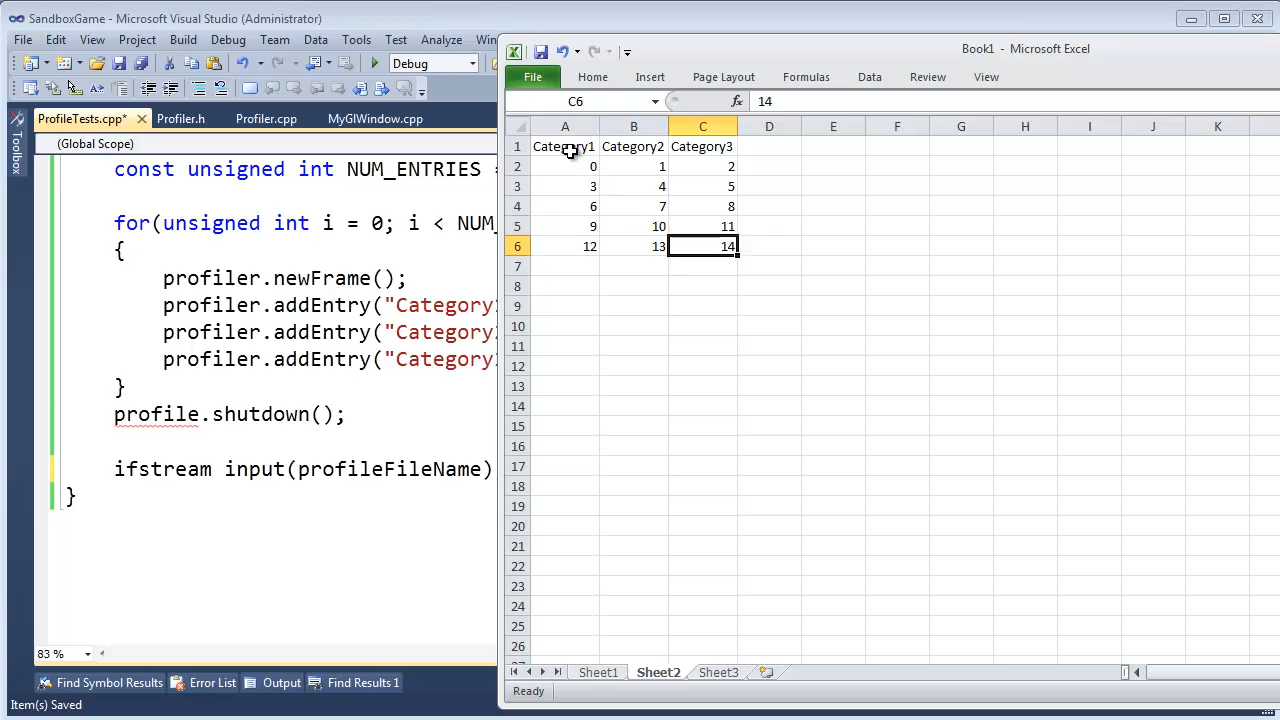 SandboxGame - Microsoft Visual Studio (Administrator)
File Edit View Project Build Debug Team Data Tools Test Analyze Win
Debug
ProfileTests.cpp* Profiler.h Profiler.cpp MyGlWindow.cpp
(Global Scope)
Toolbox
const unsigned int NUM_ENTRIES =
for(unsigned int i = 0; i < NUM_
{
profiler.newFrame();
profiler.addEntry("Category
profiler.addEntry("Category
profiler.addEntry("Category
}
profile.shutdown();
ifstream input(profileFileName)
}
83 %
Find Symbol Results Error List Output Find Results 1
Item(s) Saved
Book1 - Microsoft Excel
File Home Insert Page Layout Formulas Data Review View
C6 fx 14
A B C D E F G H I J K
1 Category1 Category2 Category3
2 0 1 2
3 3 4 5
4 6 7 8
5 9 10 11
6 12 13 14
7
8
9
10
11
12
13
14
15
16
17
18
19
20
21
22
23
24
25
26
Sheet1 Sheet2 Sheet3
Ready